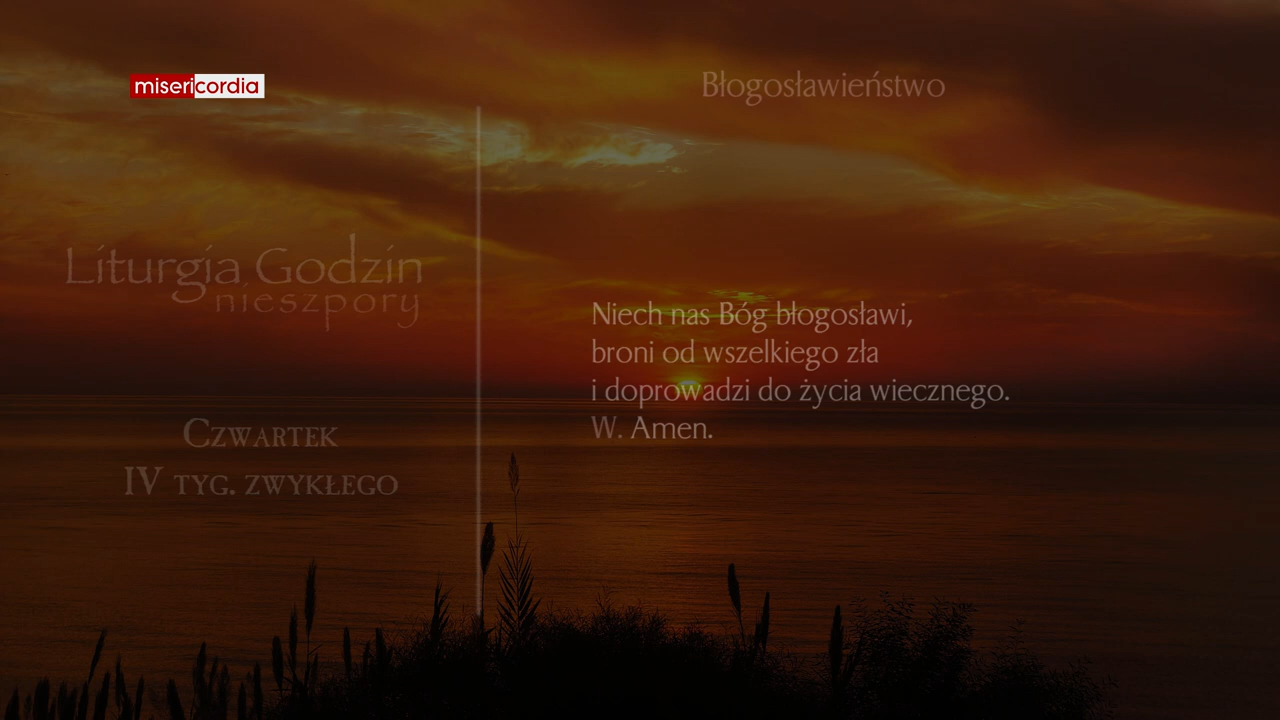 misericordia
Błogosławieństwo
Liturgia Godzin
nieszpory
Niech nas Bóg błogosławi,
broni od wszelkiego zła
i doprowadzi do życia wiecznego.
W. Amen.
Czwartek
IV tyg. zwykłego